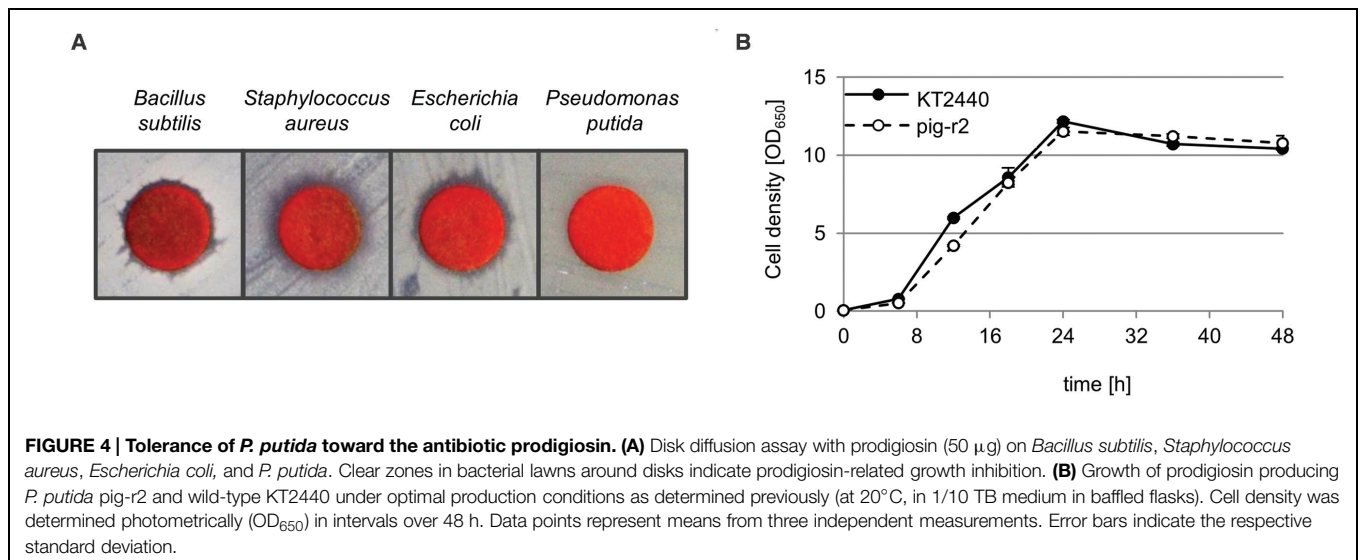 A
Bacillus subtilis
Staphylococcus aureus
Escherichia coli
Pseudomonas putida
B
Cell density [OD650]
15
10
5
0
KT2440
pig-r2
0 8 16 24 32 40 48
time [h]
FIGURE 4 | Tolerance of P. putida toward the antibiotic prodigiosin. (A) Disk diffusion assay with prodigiosin (50 μg) on Bacillus subtilis, Staphylococcus
aureus, Escherichia coli, and P. putida. Clear zones in bacterial lawns around disks indicate prodigiosin-related growth inhibition. (B) Growth of prodigiosin producing
P. putida pig-r2 and wild-type KT2440 under optimal production conditions as determined previously (at 20°C, in 1/10 TB medium in baffled flasks). Cell density was
determined photometrically (OD650) in intervals over 48 h. Data points represent means from three independent measurements. Error bars indicate the respective
standard deviation.